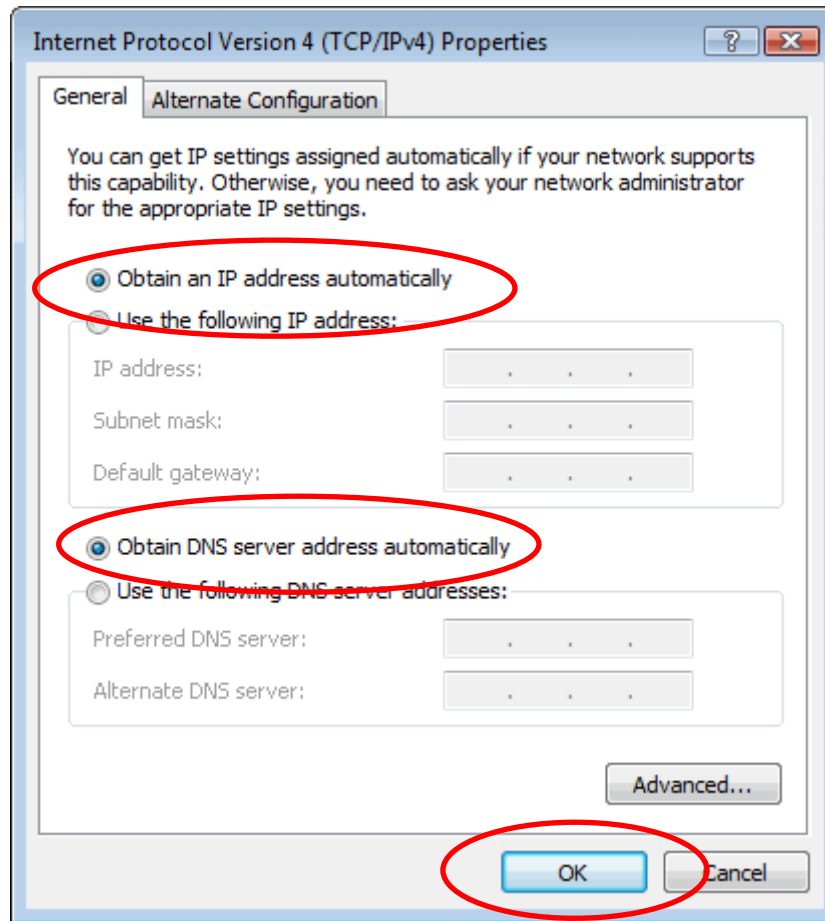 Internet Protocol Version 4 (TCP/IPv4) Properties
General
Alternate Configuration
You can get IP settings assigned automatically if your network supports
this capability. Otherwise, you need to ask your network administrator
for the appropriate IP settings.
Obtain an IP address automatically
Use the following IP address:
IP address:
Subnet mask:
Default gateway:
Obtain DNS server address automatically
Use the following DNS server addresses:
Preferred DNS server:
Alternate DNS server:
Advanced...
OK
Cancel